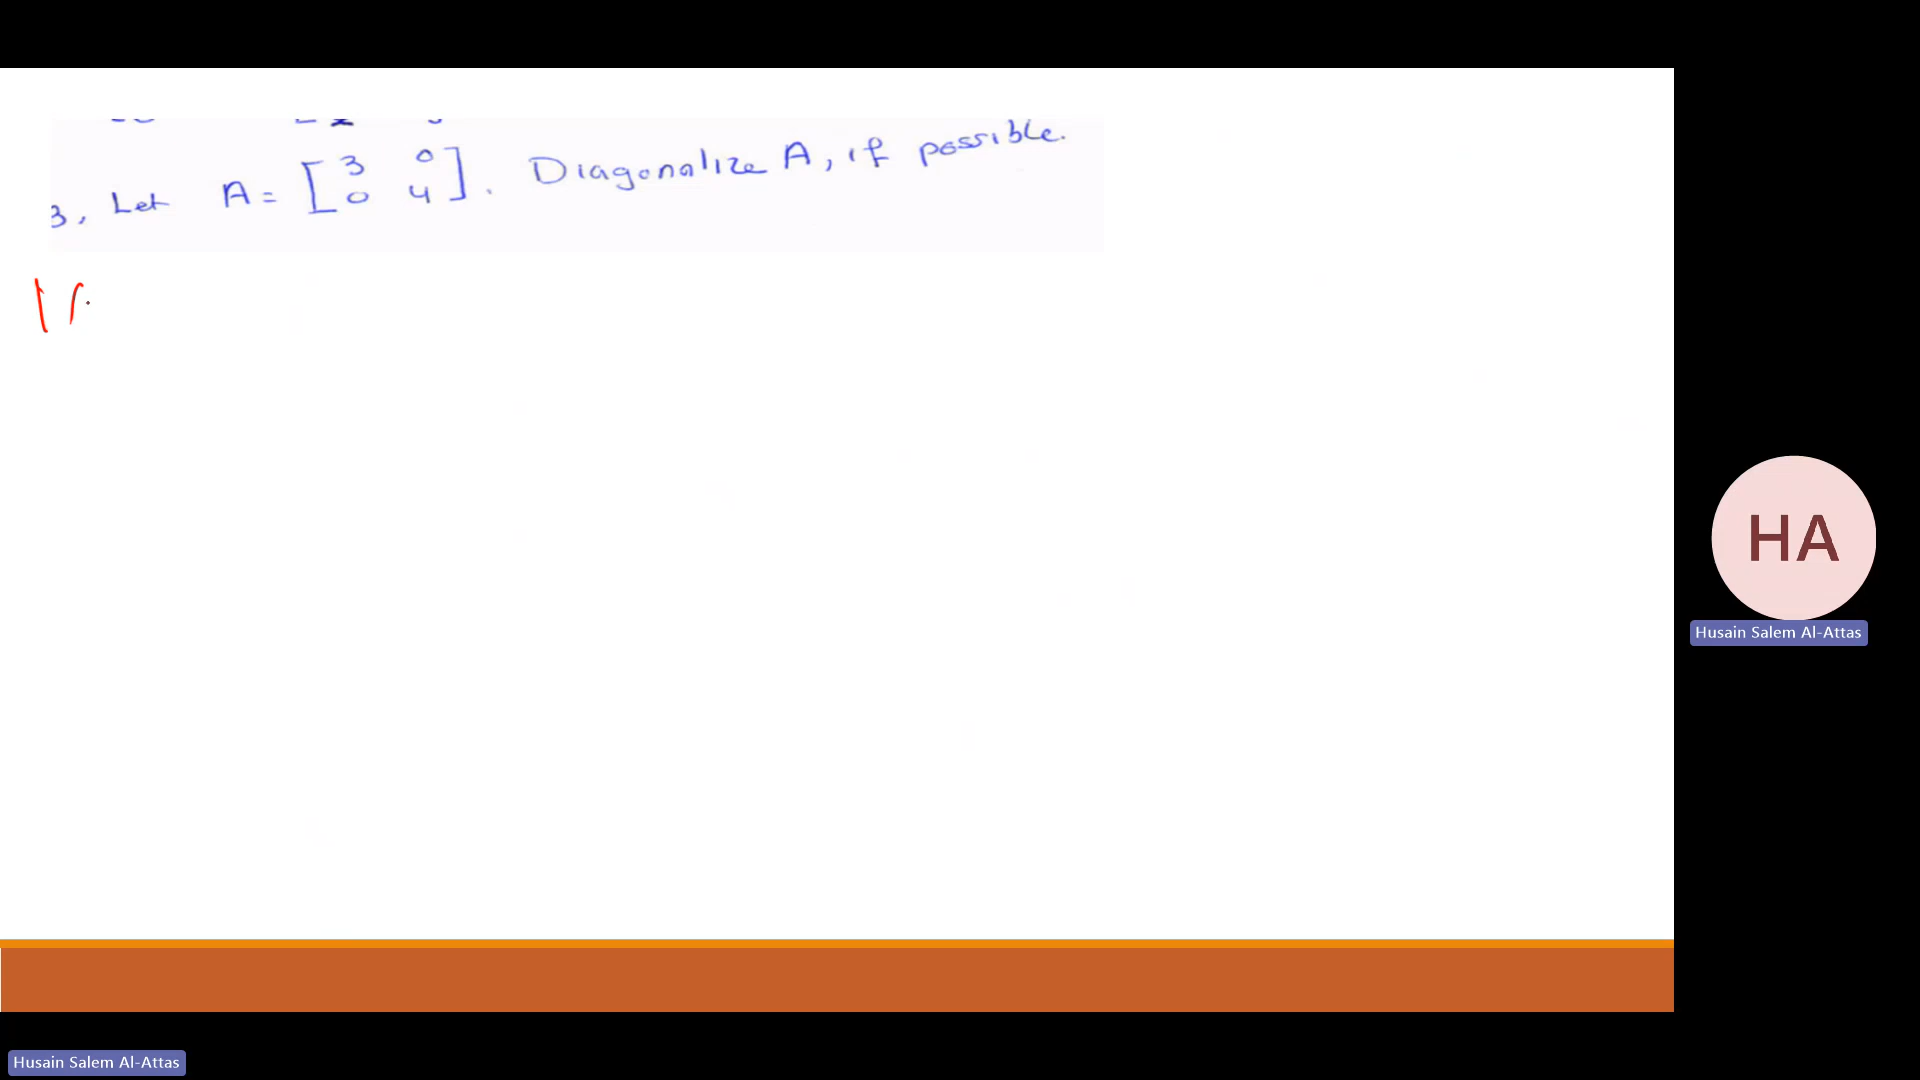 3, Let A = [ 3 0
0 4 ] . Diagonalize A, if possible.
HA
Husain Salem Al-Attas
Husain Salem Al-Attas